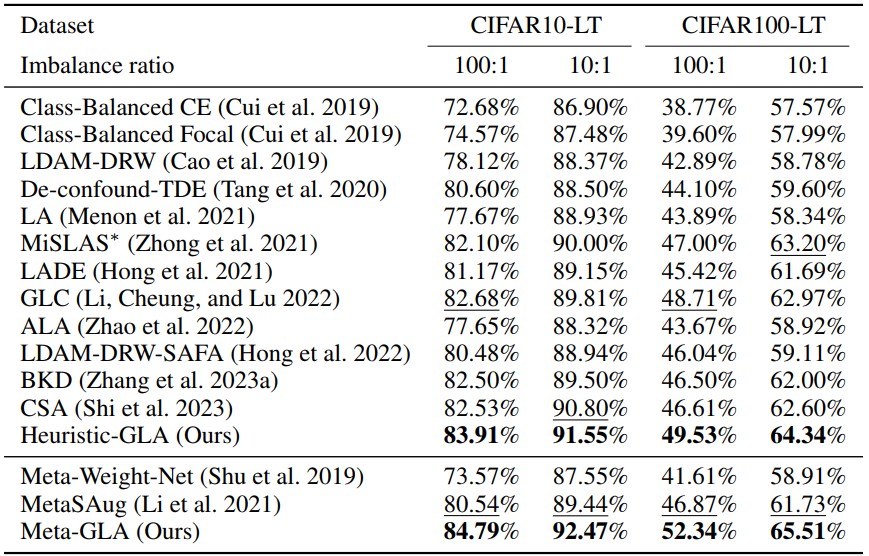 Dataset CIFAR10-LT CIFAR100-LT
Imbalance ratio 100:1 10:1 100:1 10:1
Class-Balanced CE (Cui et al. 2019) 72.68% 86.90% 38.77% 57.57%
Class-Balanced Focal (Cui et al. 2019) 74.57% 87.48% 39.60% 57.99%
LDAM-DRW (Cao et al. 2019) 78.12% 88.37% 42.89% 58.78%
De-confound-TDE (Tang et al. 2020) 80.60% 88.50% 44.10% 59.60%
LA (Menon et al. 2021) 77.67% 88.93% 43.89% 58.34%
MiSLAS* (Zhong et al. 2021) 82.10% 90.00% 47.00% 63.20%
LADE (Hong et al. 2021) 81.17% 89.15% 45.42% 61.69%
GLC (Li, Cheung, and Lu 2022) 82.68% 89.81% 48.71% 62.97%
ALA (Zhao et al. 2022) 77.65% 88.32% 43.67% 58.92%
LDAM-DRW-SAFA (Hong et al. 2022) 80.48% 88.94% 46.04% 59.11%
BKD (Zhang et al. 2023a) 82.50% 89.50% 46.50% 62.00%
CSA (Shi et al. 2023) 82.53% 90.80% 46.61% 62.60%
Heuristic-GLA (Ours) 83.91% 91.55% 49.53% 64.34%
Meta-Weight-Net (Shu et al. 2019) 73.57% 87.55% 41.61% 58.91%
MetaSAug (Li et al. 2021) 80.54% 89.44% 46.87% 61.73%
Meta-GLA (Ours) 84.79% 92.47% 52.34% 65.51%